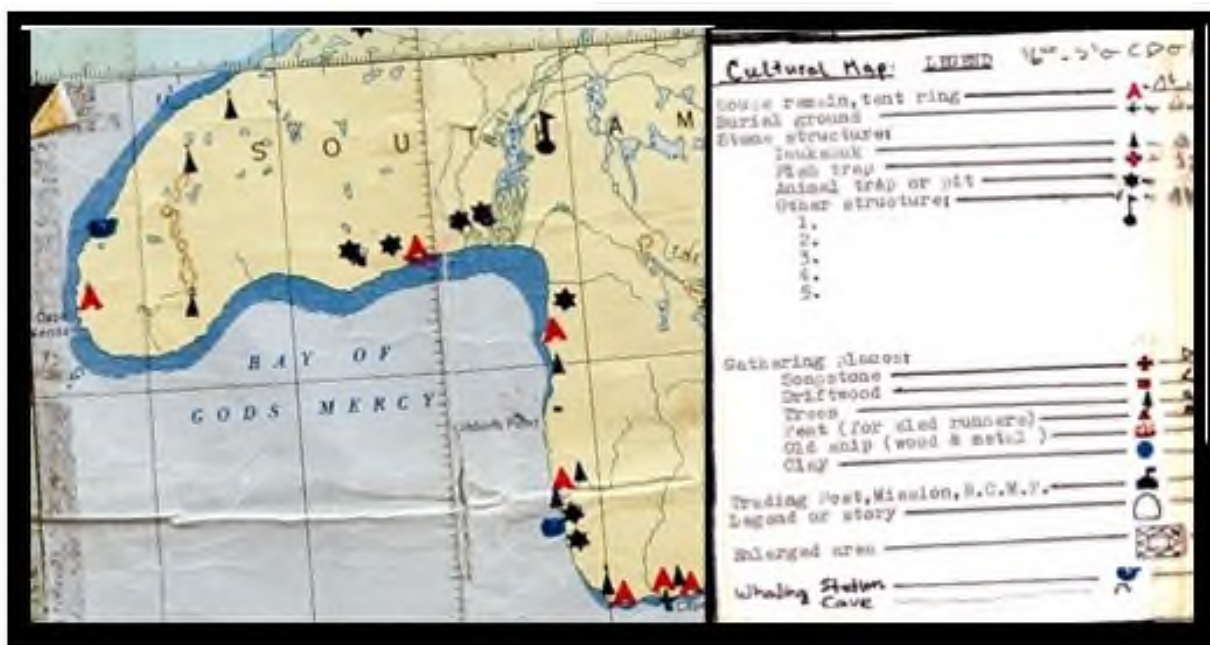 S O U T A M
BAY OF
GODS MERCY
Cultural Map: LEGEND
House remain, tent ring
Burial ground
Stone structure:
Fish trap
Animal trap or pit
Other structure:
1.
2.
3.
4.
5.
Gathering places:
Soapstone
Driftwood
Trees
Peat (for sled runners)
Old ship (wood & metal )
Clay
Trading Post,Mission,R.C.M.P.
Legend or story
Enlarged area
Whaling Station
Cave